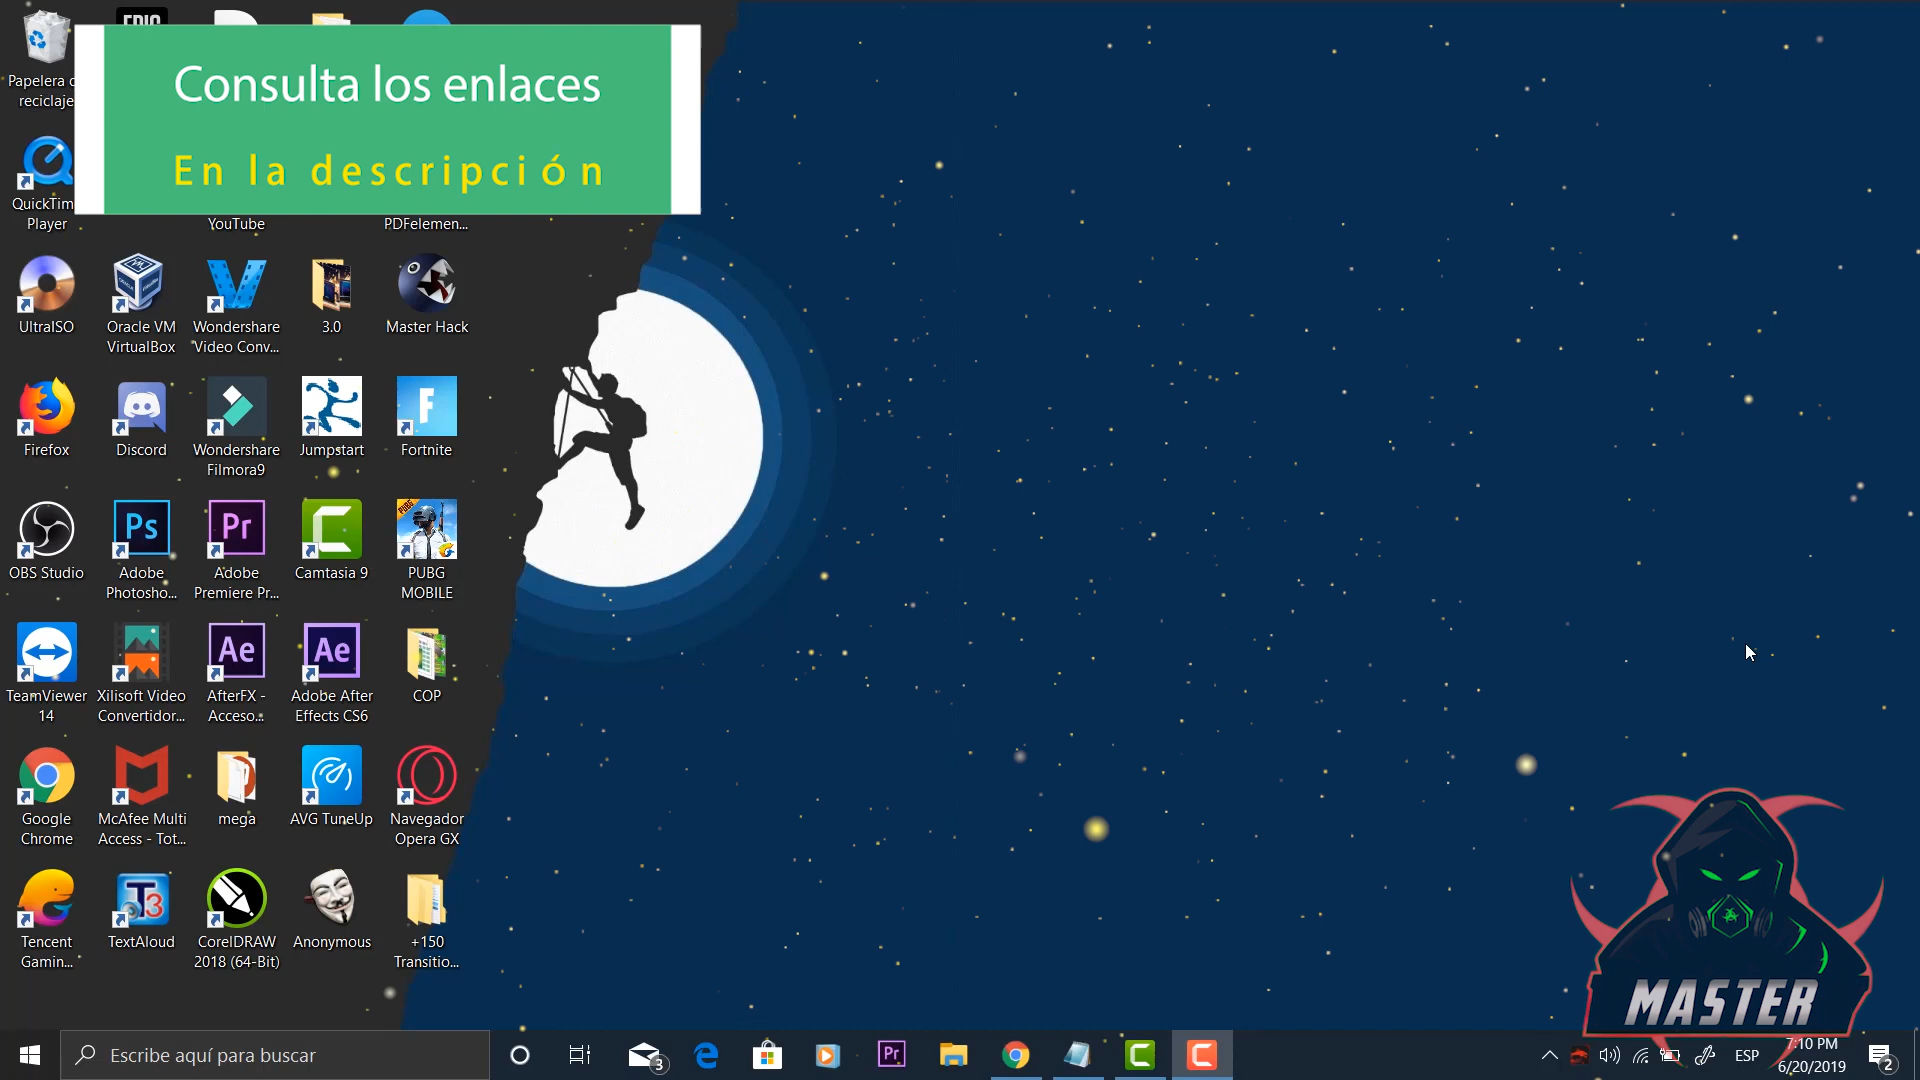 EPIC
Consulta los enlaces
En la descripción
Papelera d
reciclaje
QuickTim
Player
YouTube
PDFelemen...
UltraISO
Oracle VM
VirtualBox
Wondershare
Video Conv...
3.0
Master Hack
Firefox
Discord
Wondershare
Filmora9
Jumpstart
Fortnite
OBS Studio
Adobe
Photosho...
Adobe
Premiere Pr...
Camtasia 9
PUBG
MOBILE
TeamViewer
14
Xilisoft Video
Convertidor...
AfterFX -
Acceso...
Adobe After
Effects CS6
COP
Google
Chrome
McAfee Multi
Access - Tot...
mega
AVG TuneUp
Navegador
Opera GX
Tencent
Gamin...
TextAloud
CorelDRAW
2018 (64-Bit)
Anonymous
+150
Transitio...
MASTER
Escribe aquí para buscar
3
ESP
7:10 PM
6/20/2019
2